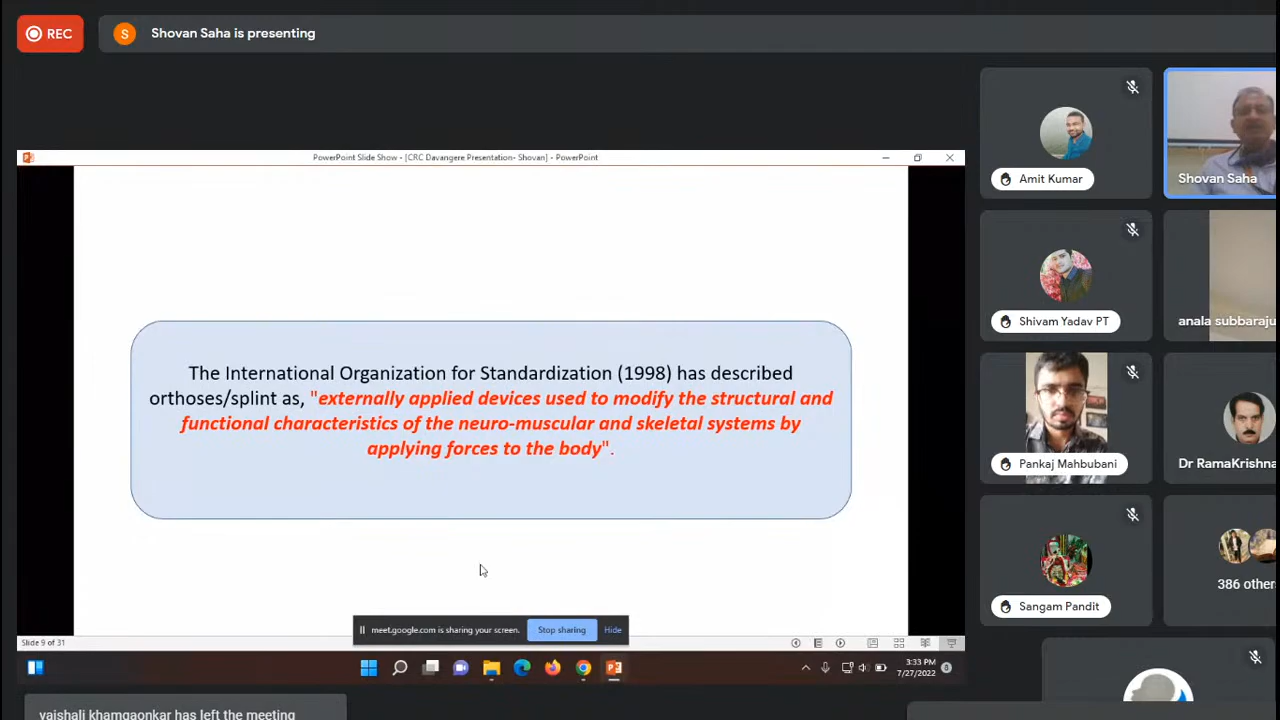 REC
S Shovan Saha is presenting
PowerPoint Slide Show - [CRC Davangere Presentation- Shovan] - PowerPoint
The International Organization for Standardization (1998) has described
orthoses/splint as, "externally applied devices used to modify the structural and
functional characteristics of the neuro-muscular and skeletal systems by
applying forces to the body".
meet.google.com is sharing your screen. Stop sharing Hide
Slide 9 of 31
3:33 PM
7/27/2022
Amit Kumar
Shovan Saha
Shivam Yadav PT
anala subbaraju
Pankaj Mahbubani
Dr RamaKrishna
Sangam Pandit
386 others
vaishali khamgaonkar has left the meeting